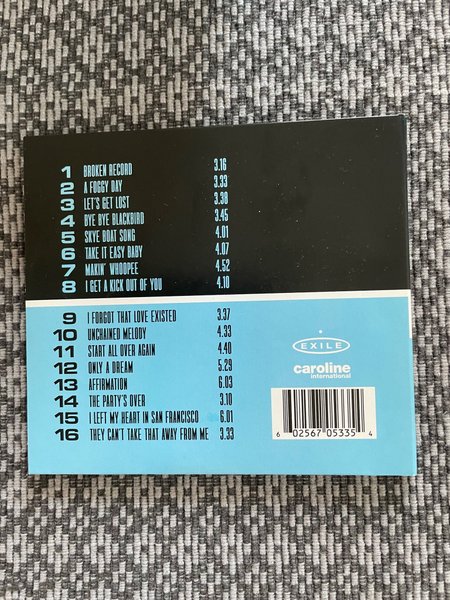 1 BROKEN RECORD 3.16
2 A FOGGY DAY 3.33
3 LET'S GET LOST 3.38
4 BYE BYE BLACKBIRD 3.45
5 SKYE BOAT SONG 4.01
6 TAKE IT EASY BABY 4.07
7 MAKIN' WHOOPEE 4.52
8 I GET A KICK OUT OF YOU 4.10
9 I FORGOT THAT LOVE EXISTED 3.37
10 UNCHAINED MELODY 4.33
11 START ALL OVER AGAIN 4.40
12 ONLY A DREAM 5.29
13 AFFIRMATION 6.03
14 THE PARTY'S OVER 3.10
15 I LEFT MY HEART IN SAN FRANCISCO 6.01
16 THEY CAN'T TAKE THAT AWAY FROM ME 3.33
EXILE
caroline
international
6 02567 05335 4